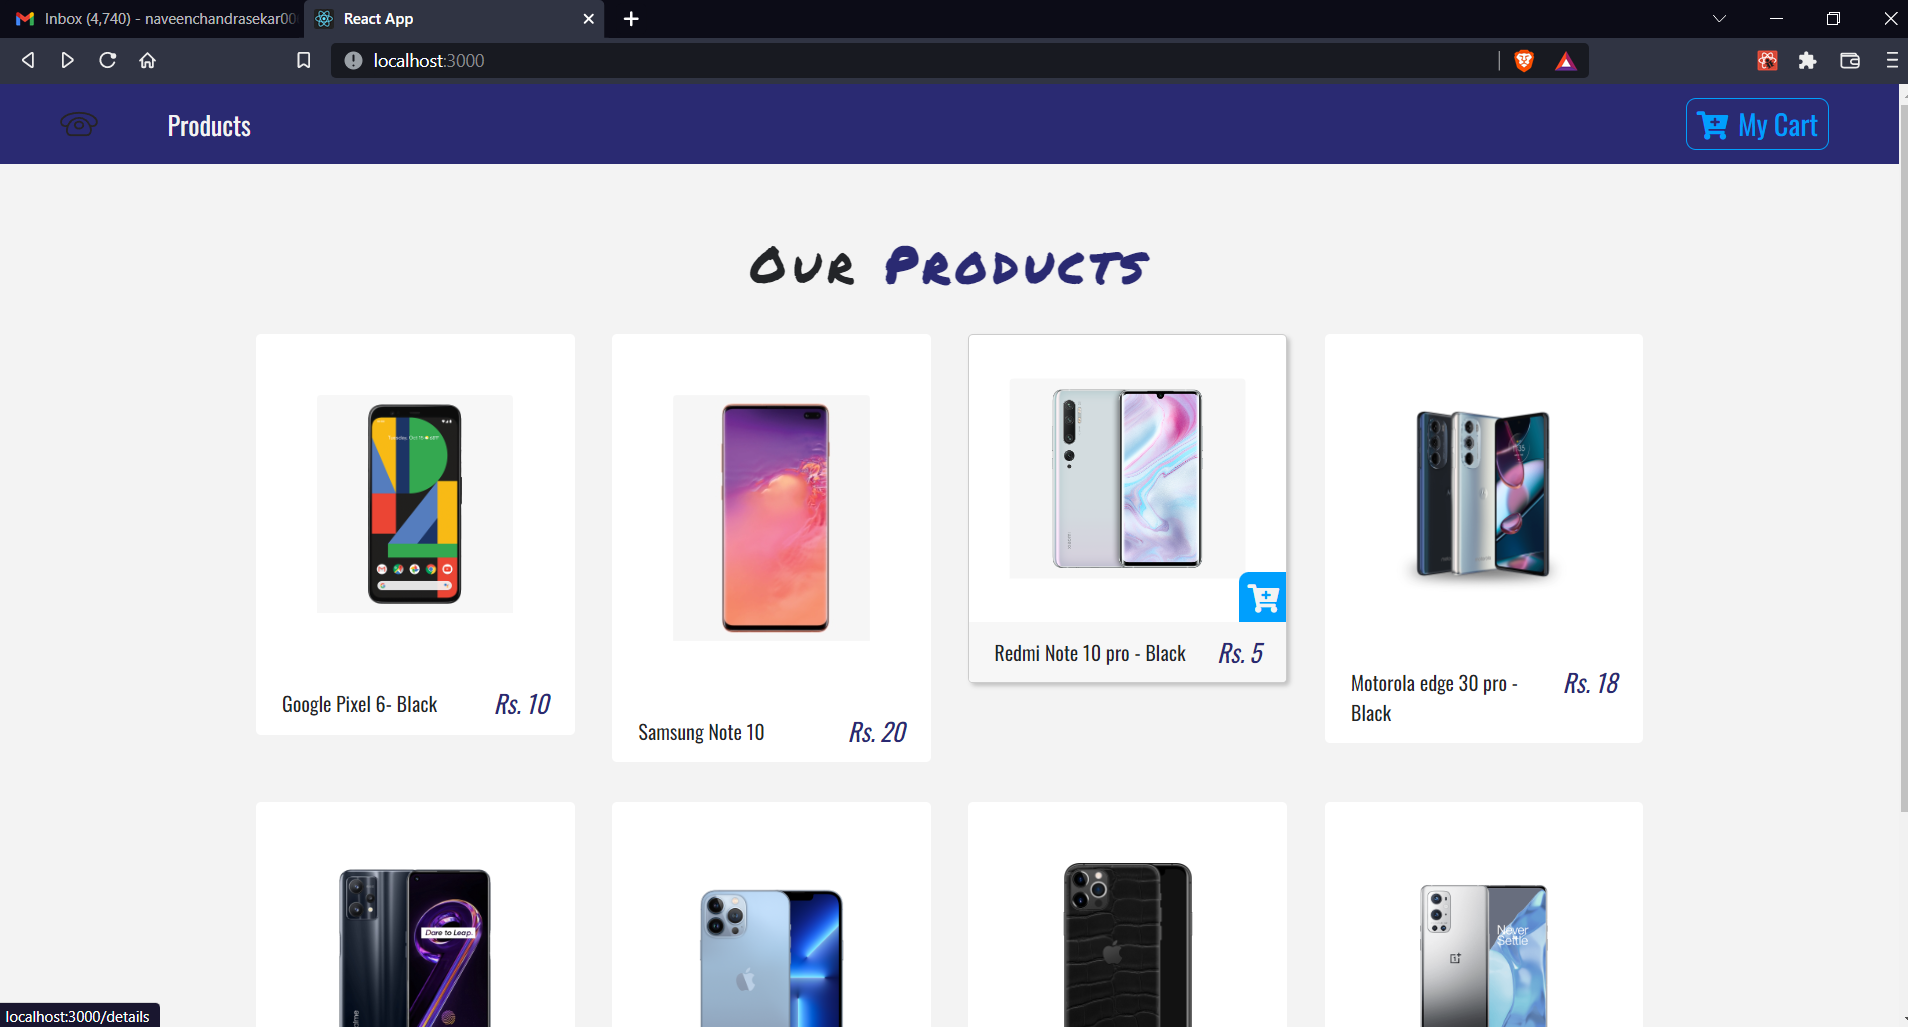 Inbox (4,740) - naveenchandrasekar00
React App
localhost:3000
Products
My Cart
Our Products
Google Pixel 6- Black
Rs. 10
Samsung Note 10
Rs. 20
Redmi Note 10 pro - Black
Rs. 5
Motorola edge 30 pro -
Black
Rs. 18
Dare to Leap.
Never
Settle
localhost:3000/details